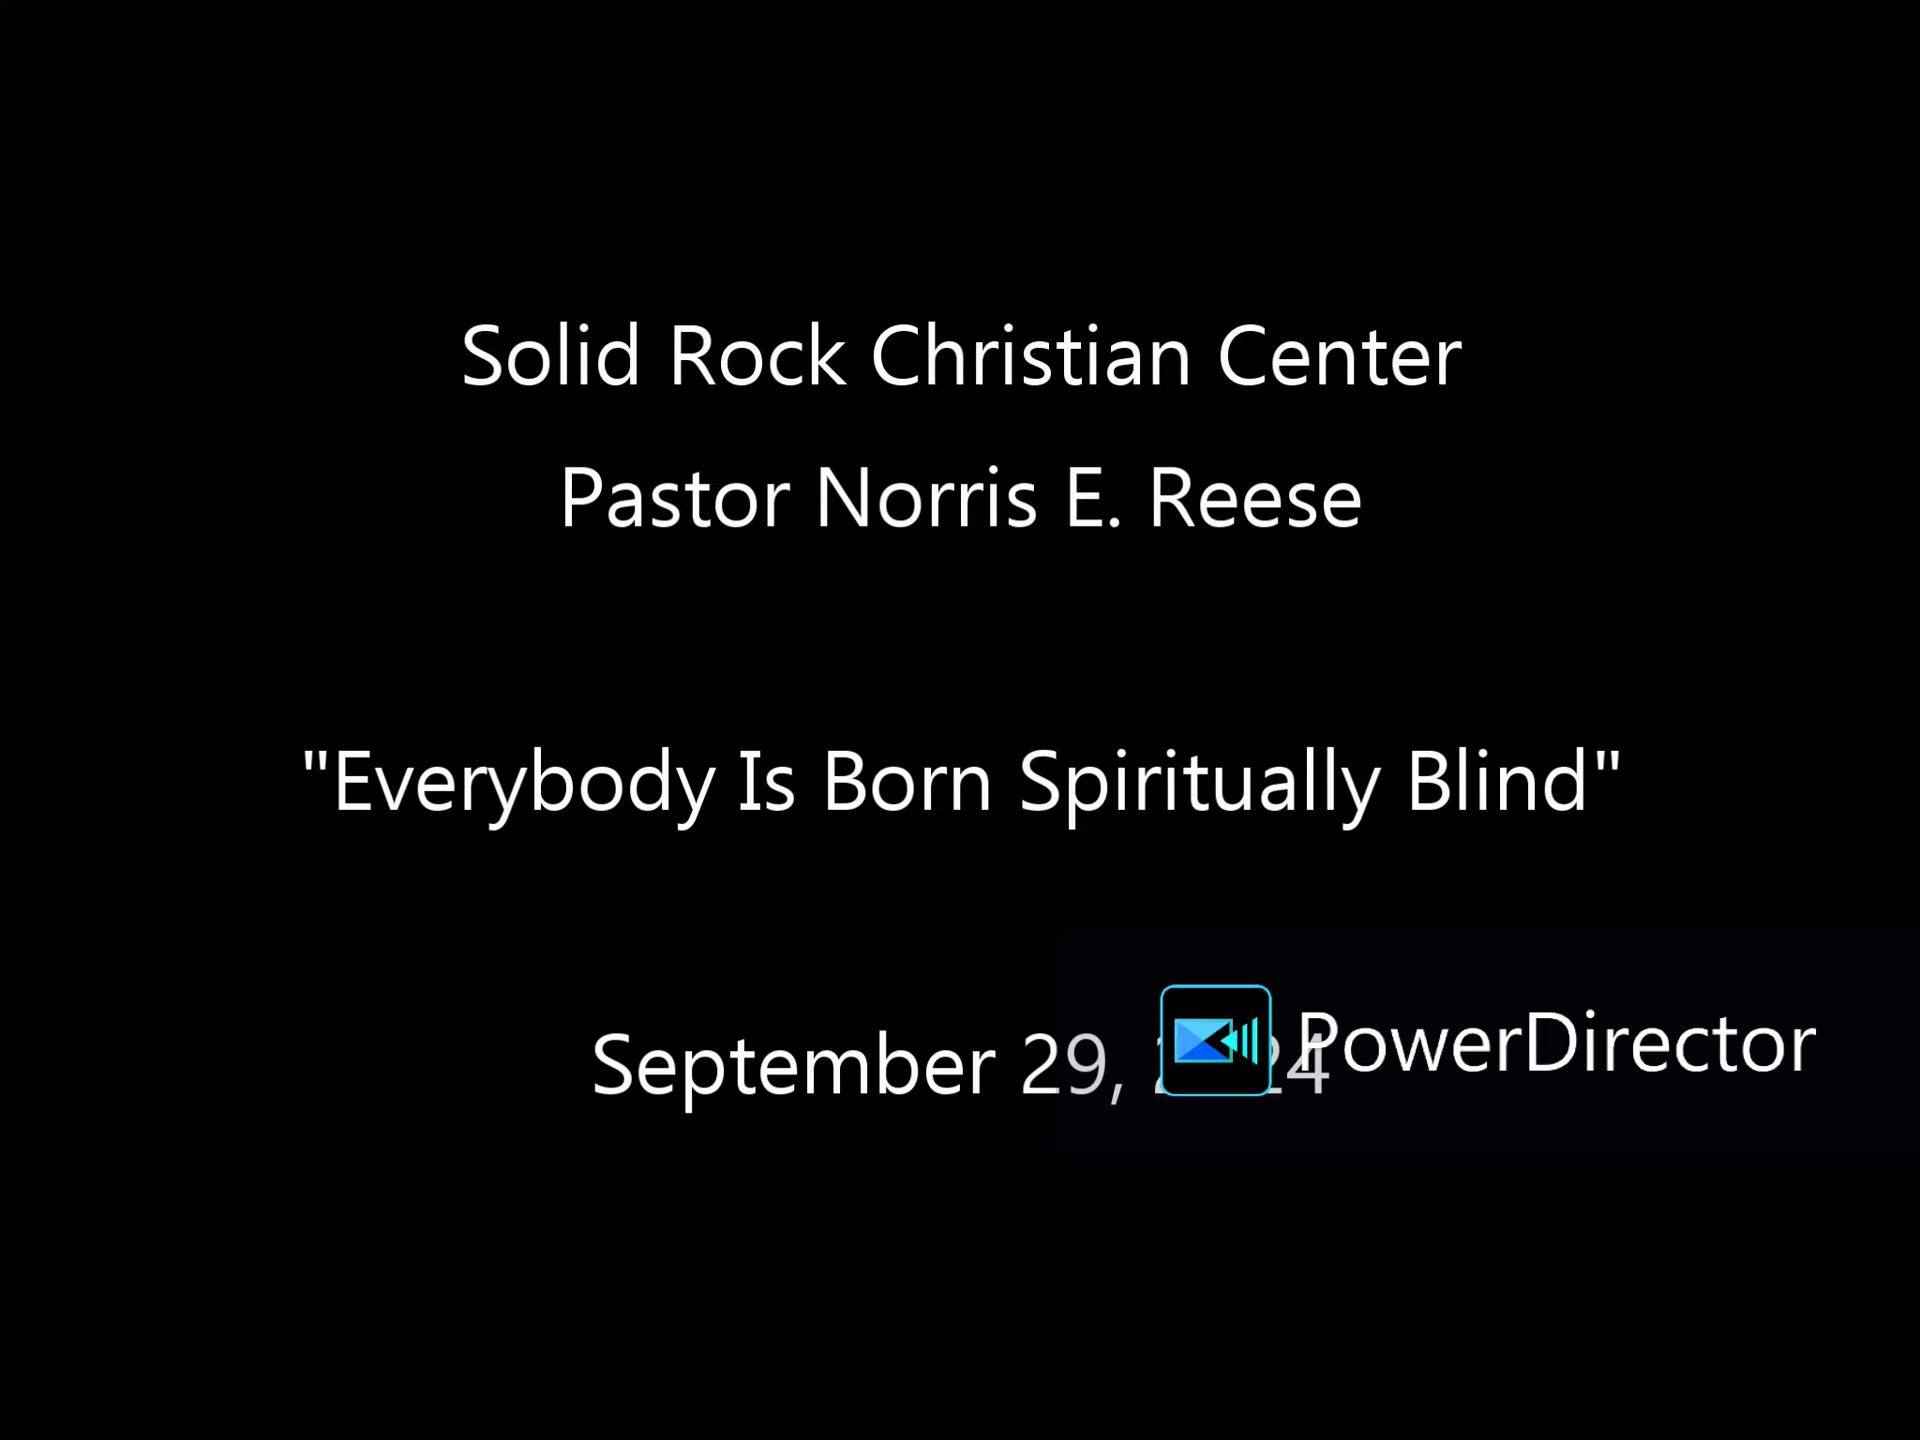 Solid Rock Christian Center
Pastor Norris E. Reese
"Everybody Is Born Spiritually Blind"
September 29,
PowerDirector